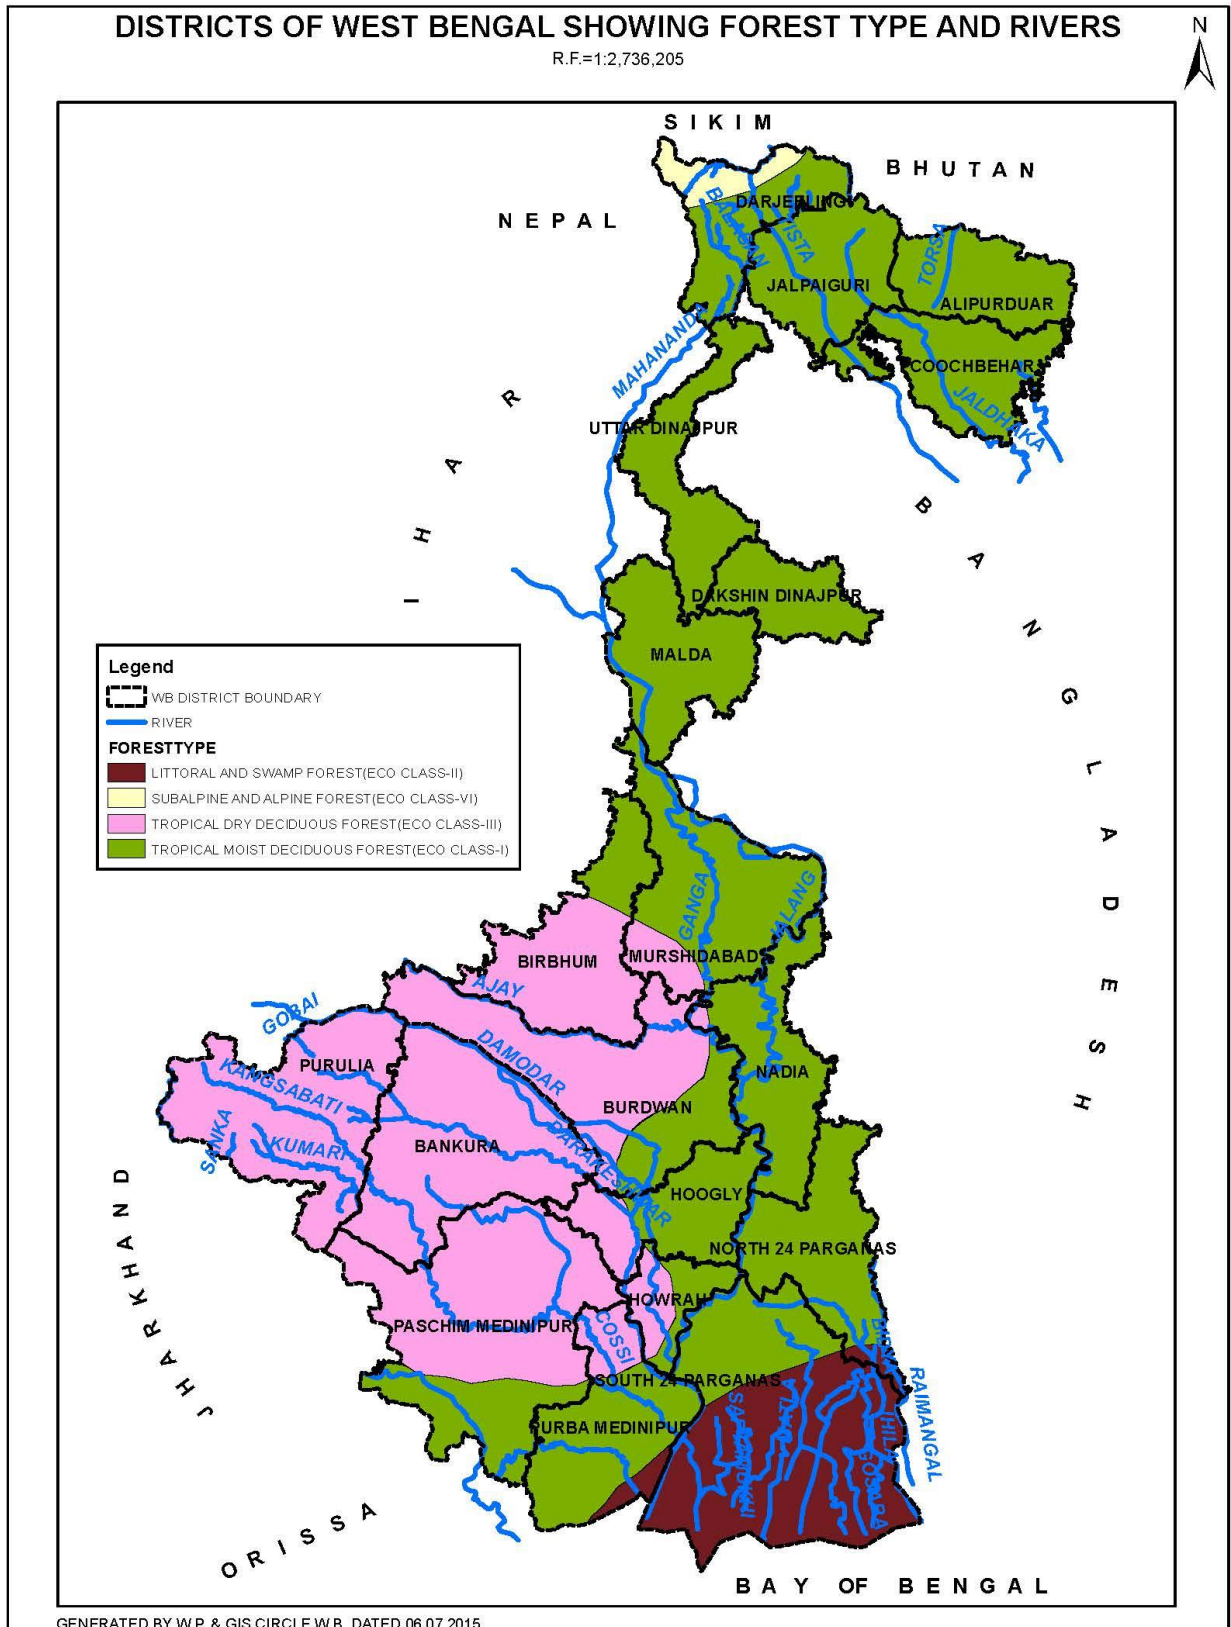 DISTRICTS OF WEST BENGAL SHOWING FOREST TYPE AND RIVERS
R.F.=1:2,736,205
N
SIKIM
BHUTAN
NEPAL
DARJEELING
BALASAN
TISTA
TORSA
JALPAIGURI
ALIPURDUAR
MAHANANDA
COOCHBEHAR
JALDHAKA
UTTAR DINAJPUR
BIHAR
BANGLADESH
DAKSHIN DINAJPUR
MALDA
Legend
WB DISTRICT BOUNDARY
RIVER
FORESTTYPE
LITTORAL AND SWAMP FOREST(ECO CLASS-II)
SUBALPINE AND ALPINE FOREST(ECO CLASS-VI)
TROPICAL DRY DECIDUOUS FOREST(ECO CLASS-III)
TROPICAL MOIST DECIDUOUS FOREST(ECO CLASS-I)
GANGA
JALANG
BIRBHUM
MURSHIDABAD
AJAY
GOBAI
DAMODAR
PURULIA
NADIA
KANGSABATI
BURDWAN
SANKA
KUMARI
BANKURA
DARAKESHWAR
HOOGLY
NORTH 24 PARGANAS
JHARKHAND
HOWRAH
PASCHIM MEDINIPUR
COSSI
SOUTH 24 PARGANAS
RAIMANGAL
PURBA MEDINIPUR
GOSABA
ORISSA
BAY OF BENGAL
GENERATED BY W.P. & GIS CIRCLE,W.B. DATED 06.07.2015